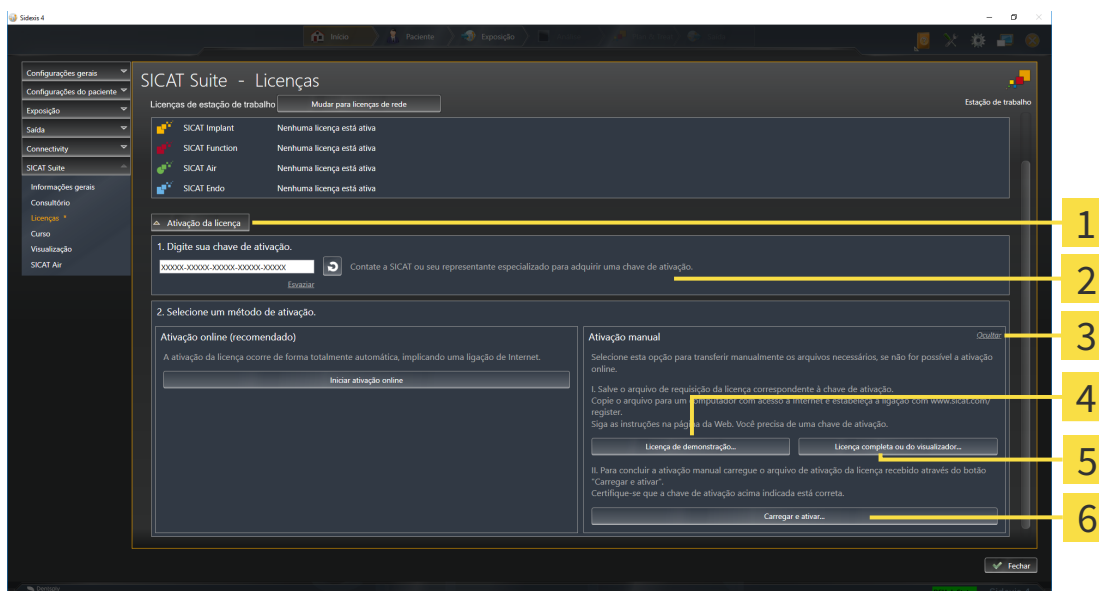 Sidexis 4
Início
Paciente
Exposição
Configurações gerais
Configurações do paciente
Exposição
Saída
Connectivity
SICAT Suite
Informações gerais
Consultório
Licenças *
Curso
Visualização
SICAT Air
SICAT Suite - Licenças
Licenças de estação de trabalho
Mudar para licenças de rede
Estação de trabalho
SICAT Implant Nenhuma licença está ativa
SICAT Function Nenhuma licença está ativa
SICAT Air Nenhuma licença está ativa
SICAT Endo Nenhuma licença está ativa
Ativação da licença
1. Digite sua chave de ativação.
XXXXX-XXXXX-XXXXX-XXXXX-XXXXX
Contate a SICAT ou seu representante especializado para adquirir uma chave de ativação.
Esvaziar
2. Selecione um método de ativação.
Ativação online (recomendado)
A ativação da licença ocorre de forma totalmente automática, implicando uma ligação de Internet.
Iniciar ativação online
Ativação manual
Ocultar
Selecione esta opção para transferir manualmente os arquivos necessários, se não for possível a ativação
online.
I. Salve o arquivo de requisição da licença correspondente à chave de ativação.
Copie o arquivo para um computador com acesso à Internet e estabeleça a ligação com www.sicat.com/
register.
Siga as instruções na página da Web. Você precisa de uma chave de ativação.
Licença de demonstração...
Licença completa ou do visualizador...
II. Para concluir a ativação manual carregue o arquivo de ativação da licença recebido através do botão
"Carregar e ativar".
Certifique-se que a chave de ativação acima indicada está correta.
Carregar e ativar...
Fechar
1
2
3
4
5
6